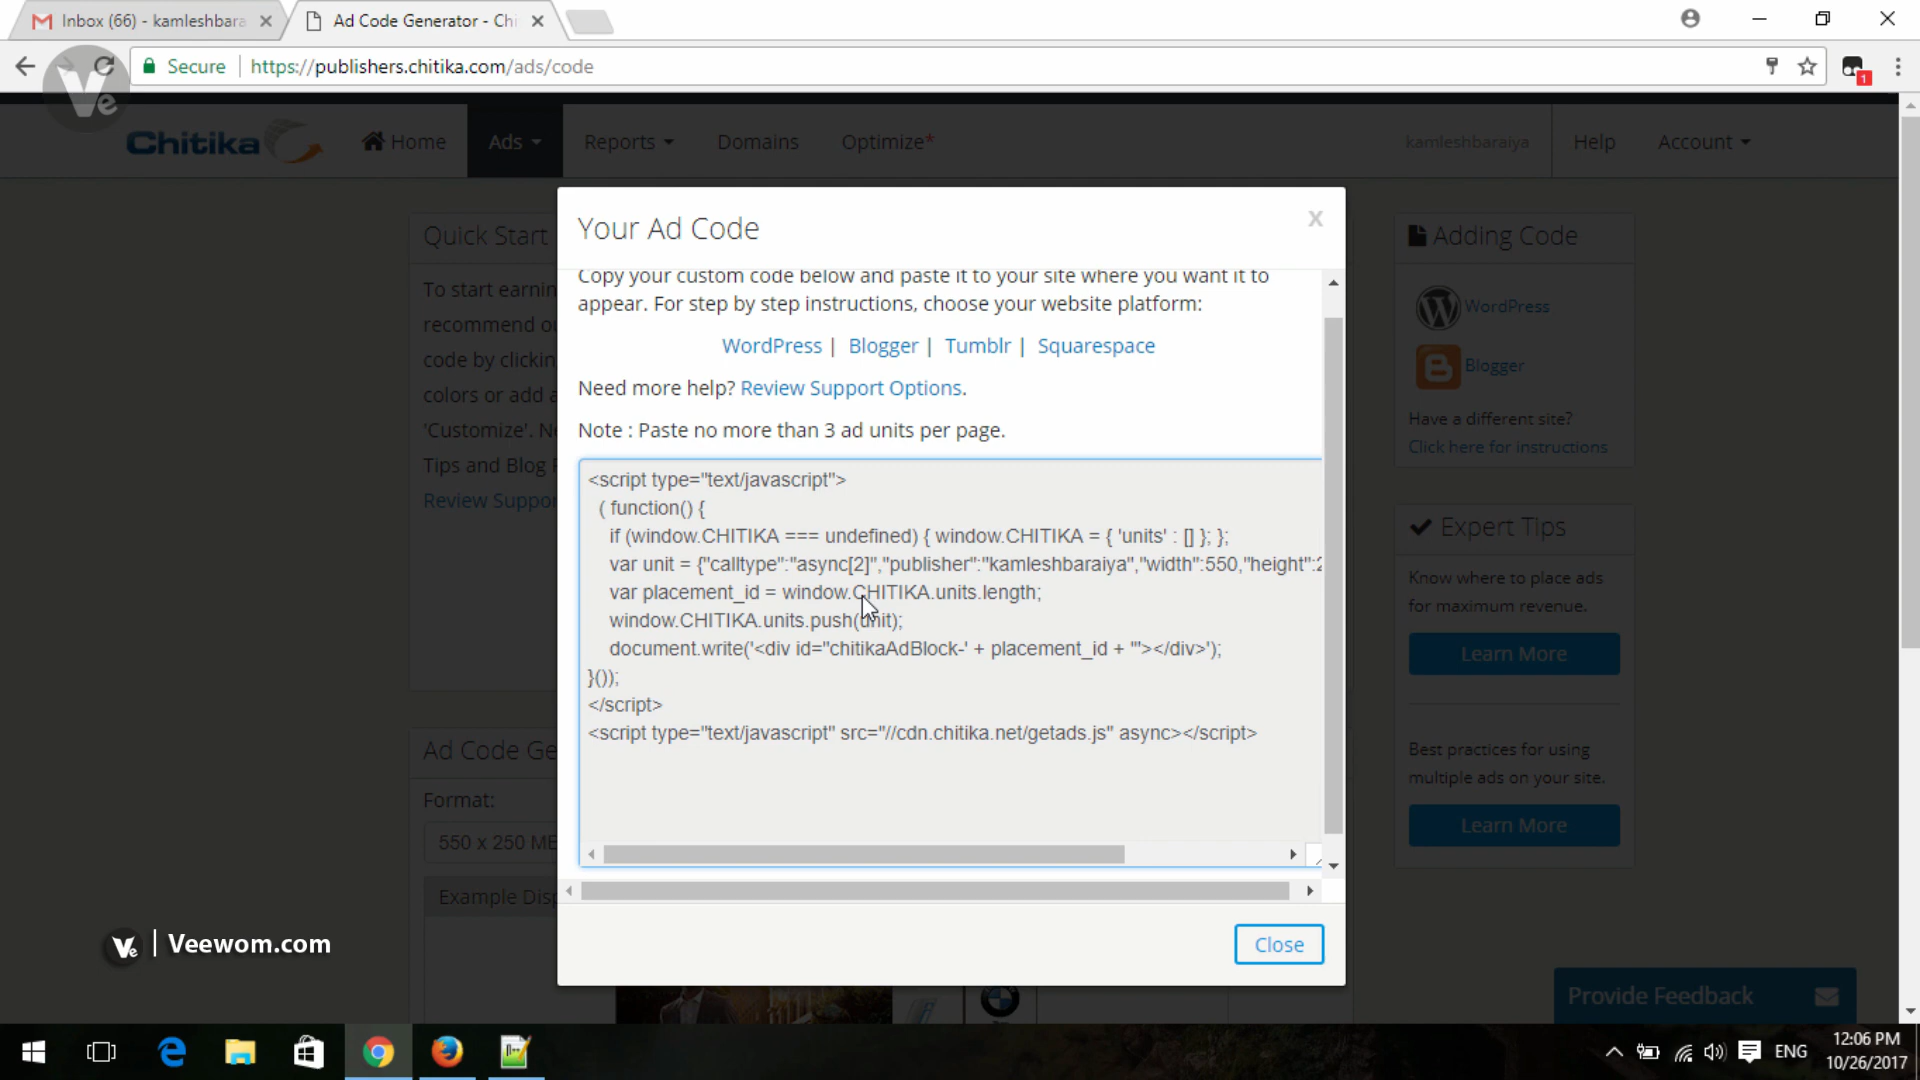 Inbox (66) - kamleshbara
Ad Code Generator - Chi
Secure
https://publishers.chitika.com/ads/code
1
Ve
Chitika
Home
Ads
Reports
Domains
Optimize*
kamleshbaraiya
Help
Account
Quick Start
To start earnin
recommend ou
code by clickin
colors or add a
'Customize'. Ne
Tips and Blog P
Review Suppor
Ad Code Ge
Format:
550 x 250 ME
Example Disp
Your Ad Code
X
Copy your custom code below and paste it to your site where you want it to
appear. For step by step instructions, choose your website platform:
WordPress | Blogger | Tumblr | Squarespace
Need more help? Review Support Options.
Note : Paste no more than 3 ad units per page.
<script type="text/javascript">
( function() {
if (window.CHITIKA === undefined) { window.CHITIKA = { 'units' : [] }; };
var unit = {"calltype":"async[2]","publisher":"kamleshbaraiya","width":550,"height":2
var placement_id = window.CHITIKA.units.length;
window.CHITIKA.units.push(unit);
document.write('<div id="chitikaAdBlock-' + placement_id + '"></div>');
}());
</script>
<script type="text/javascript" src="//cdn.chitika.net/getads.js" async></script>
Close
Adding Code
WordPress
Blogger
Have a different site?
Click here for instructions
Expert Tips
Know where to place ads
for maximum revenue.
Learn More
Best practices for using
multiple ads on your site.
Learn More
Provide Feedback
Ve | Veewom.com
ENG
12:06 PM
10/26/2017